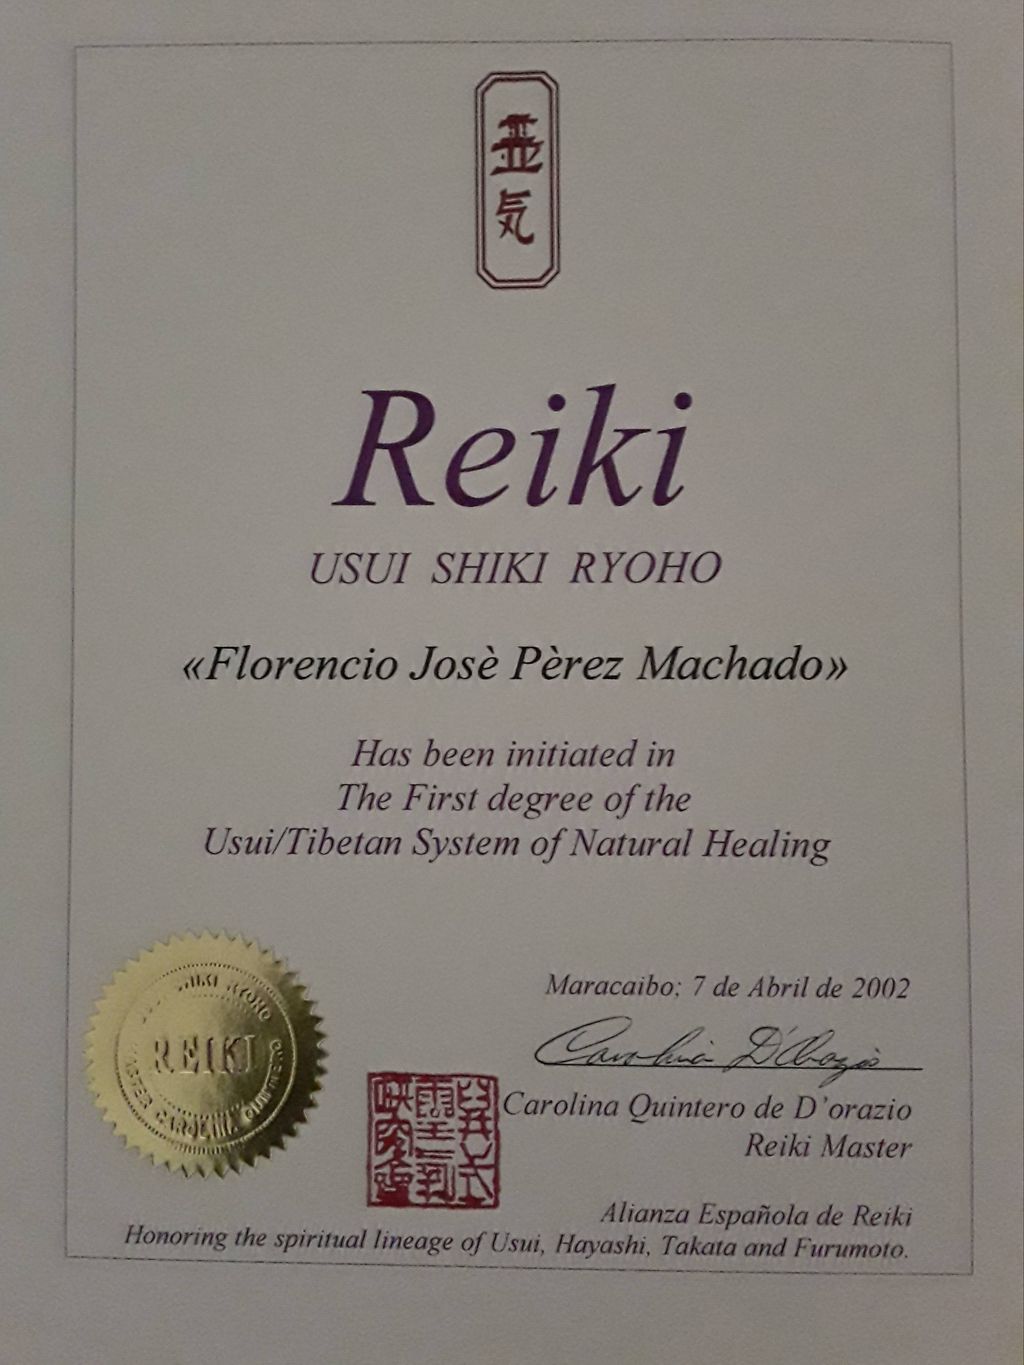 Reiki
USUI SHIKI RYOHO
«Florencio Josè Pèrez Machado»
Has been initiated in
The First degree of the
Usui/Tibetan System of Natural Healing
Maracaibo; 7 de Abril de 2002
Carolina D'Orazio
REIKI
Carolina Quintero de D'orazio
Reiki Master
Alianza Española de Reiki
Honoring the spiritual lineage of Usui, Hayashi, Takata and Furumoto.